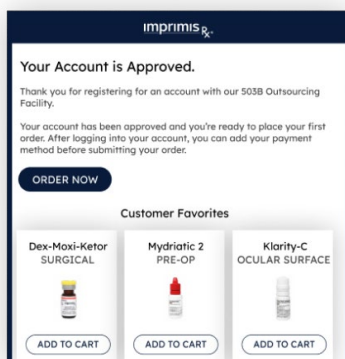 imprimis Rx
Your Account is Approved.
Thank you for registering for an account with our 503B Outsourcing
Facility.
Your account has been approved and you're ready to place your first
order. After logging into your account, you can add your payment
method before submitting your order.
ORDER NOW
Customer Favorites
Dex-Moxi-Ketor
SURGICAL
Mydriatic 2
PRE-OP
Klarity-C
OCULAR SURFACE
ADD TO CART
ADD TO CART
ADD TO CART